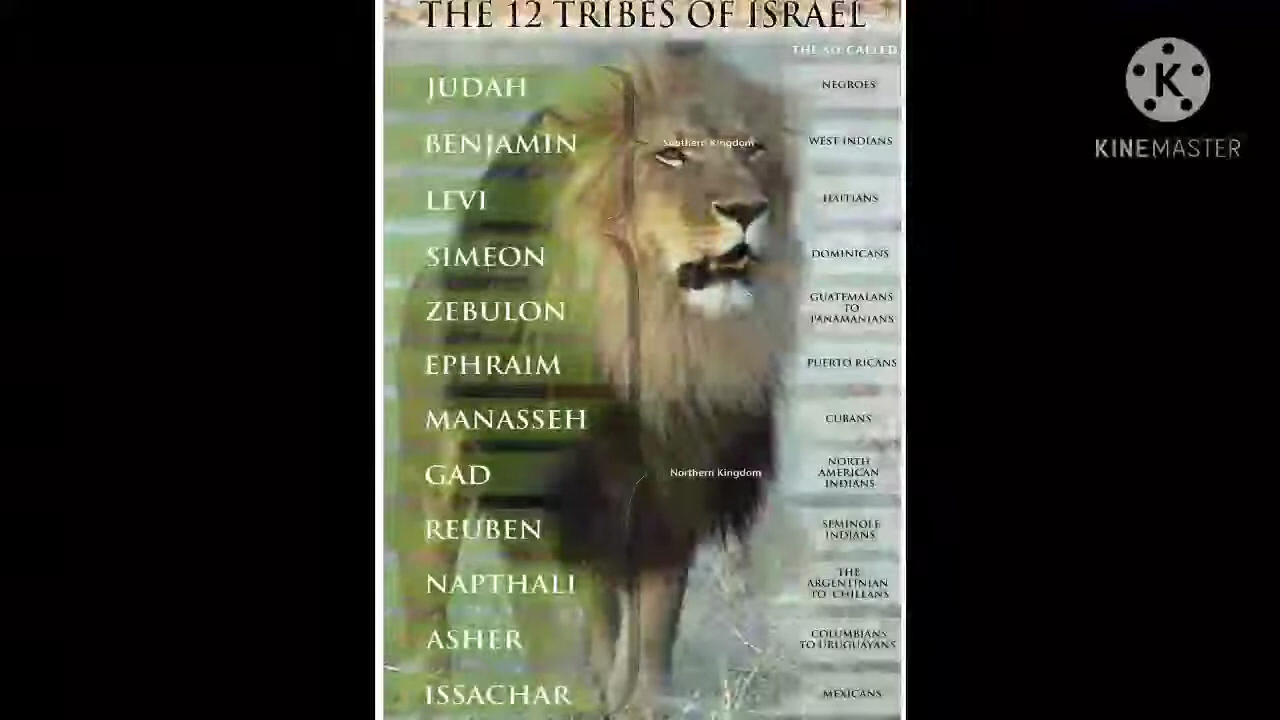 THE 12 TRIBES OF ISRAEL
THE SO CALLED
JUDAH
NEGROES
BENJAMIN
Southern Kingdom
WEST INDIANS
LEVI
HAITIANS
SIMEON
DOMINICANS
ZEBULON
GUATEMALANS
TO
PANAMANIANS
EPHRAIM
PUERTO RICANS
MANASSEH
CUBANS
GAD
Northern Kingdom
NORTH
AMERICAN
INDIANS
REUBEN
SEMINOLE
INDIANS
NAPTHALI
THE
ARGENTINIAN
TO CHILEANS
ASHER
COLUMBIANS
TO URUGUAYANS
ISSACHAR
MEXICANS
K
KINEMASTER